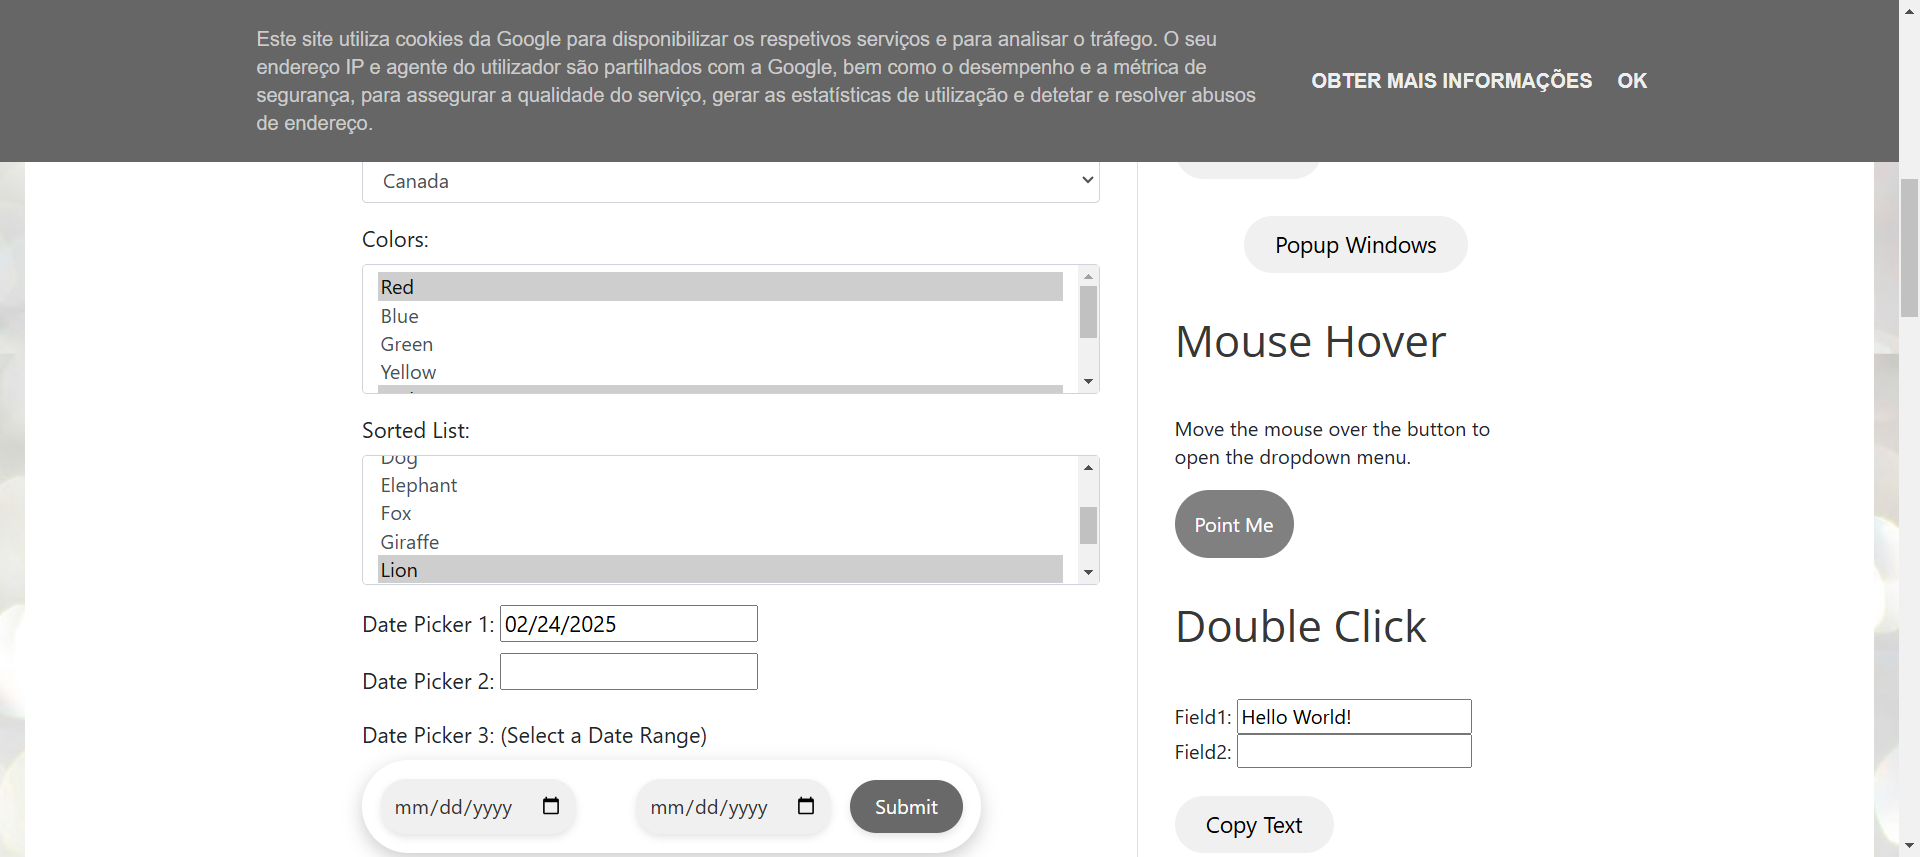 Este site utiliza cookies da Google para disponibilizar os respetivos serviços e para analisar o tráfego. O seu
endereço IP e agente do utilizador são partilhados com a Google, bem como o desempenho e a métrica de
segurança, para assegurar a qualidade do serviço, gerar as estatísticas de utilização e detetar e resolver abusos
de endereço.
OBTER MAIS INFORMAÇÕES OK
Canada
Colors:
Red
Blue
Green
Yellow
Sorted List:
Dog
Elephant
Fox
Giraffe
Lion
Date Picker 1: 02/24/2025
Date Picker 2:
Date Picker 3: (Select a Date Range)
mm/dd/yyyy mm/dd/yyyy Submit
Popup Windows
Mouse Hover
Move the mouse over the button to
open the dropdown menu.
Point Me
Double Click
Field1: Hello World!
Field2:
Copy Text